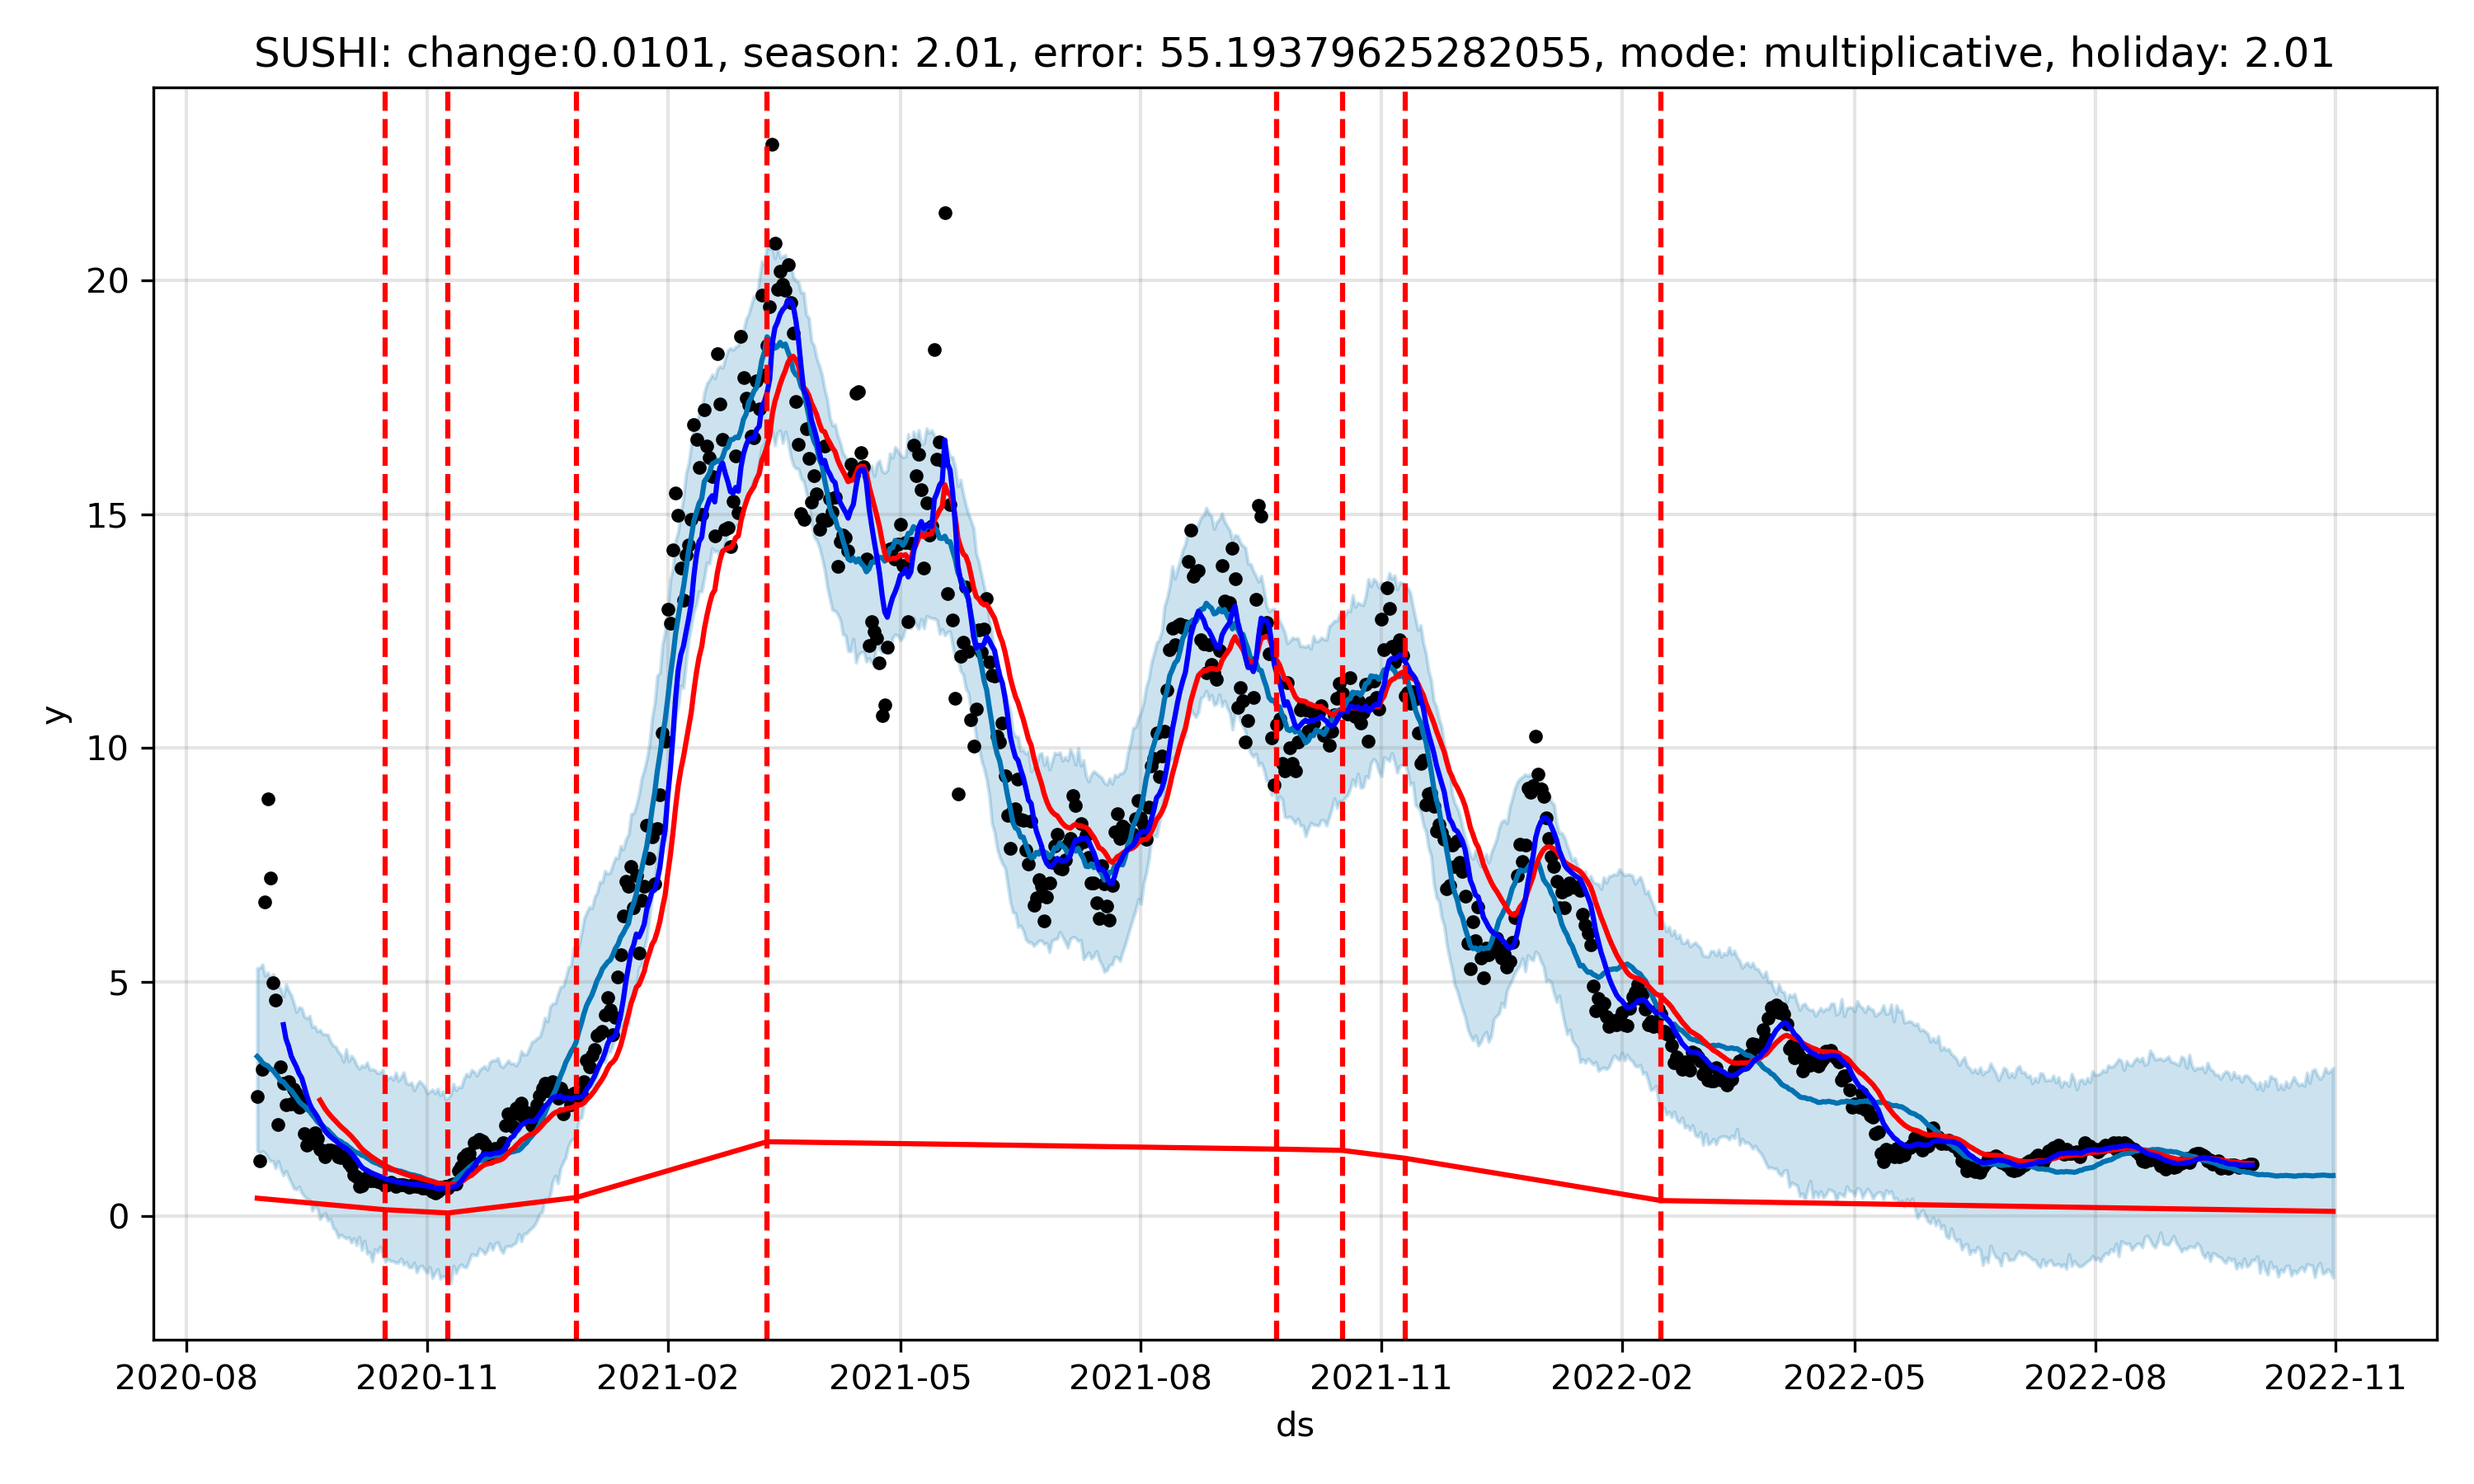 SUSHI: change:0.0101, season: 2.01, error: 55.19379625282055, mode: multiplicative, holiday: 2.01
20
15
10
5
0
y
2020-08 2020-11 2021-02 2021-05 2021-08 2021-11 2022-02 2022-05 2022-08 2022-11
ds